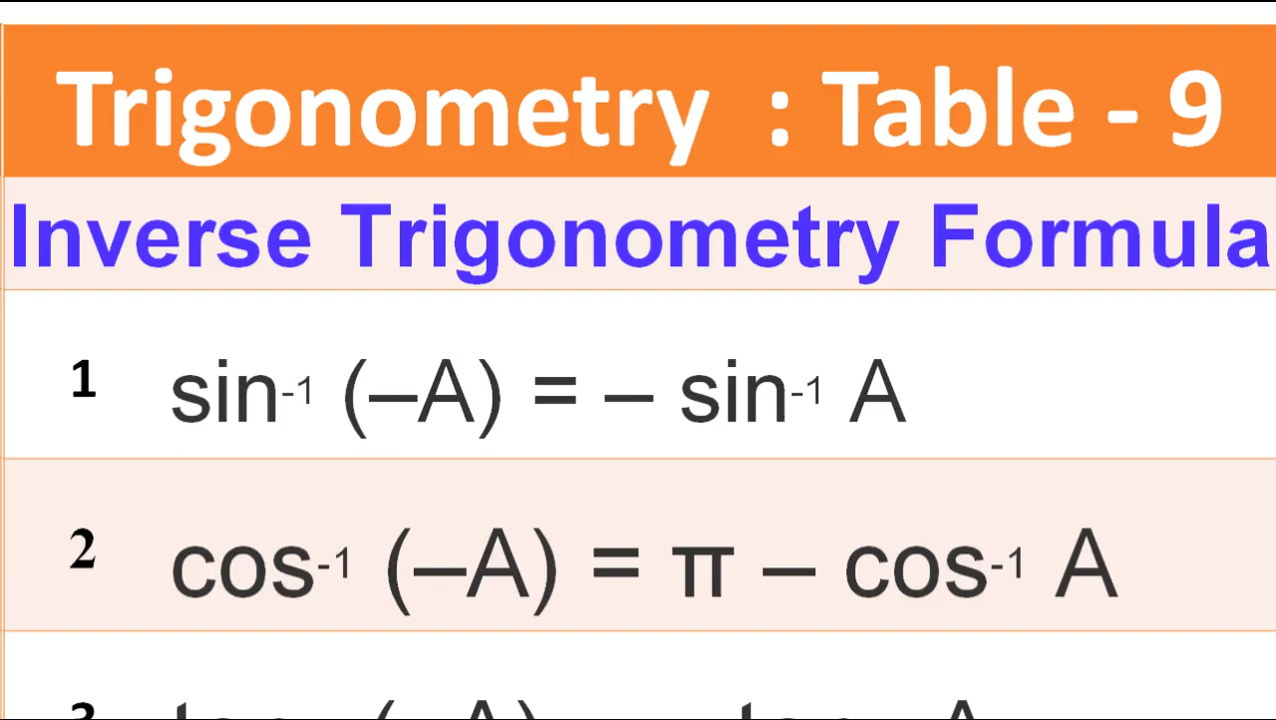 Trigonometry : Table - 9
Inverse Trigonometry Formula
1 sin-1 (–A) = – sin-1 A
2 cos-1 (–A) = π – cos-1 A